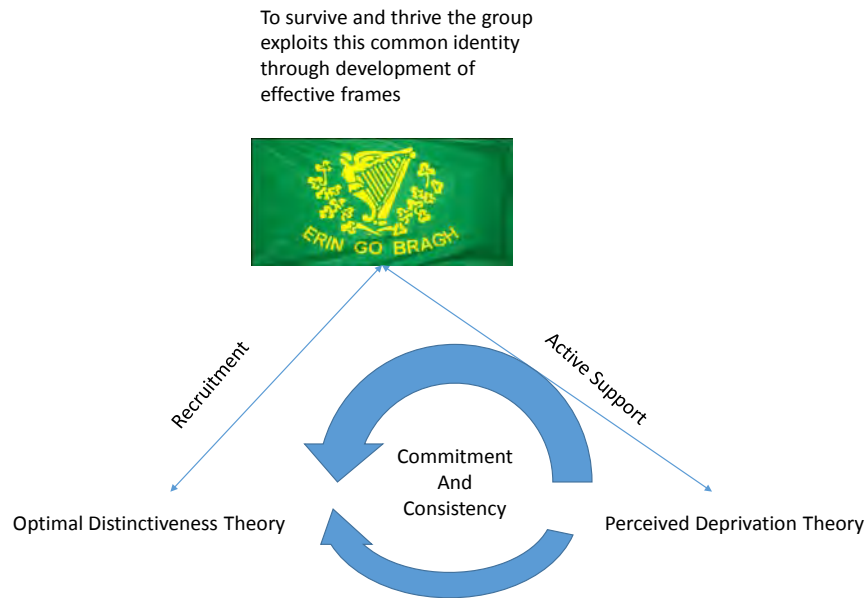 To survive and thrive the group
exploits this common identity
through development of
effective frames
ERIN GO BRAGH
Recruitment
Active Support
Commitment
And
Consistency
Optimal Distinctiveness Theory
Perceived Deprivation Theory